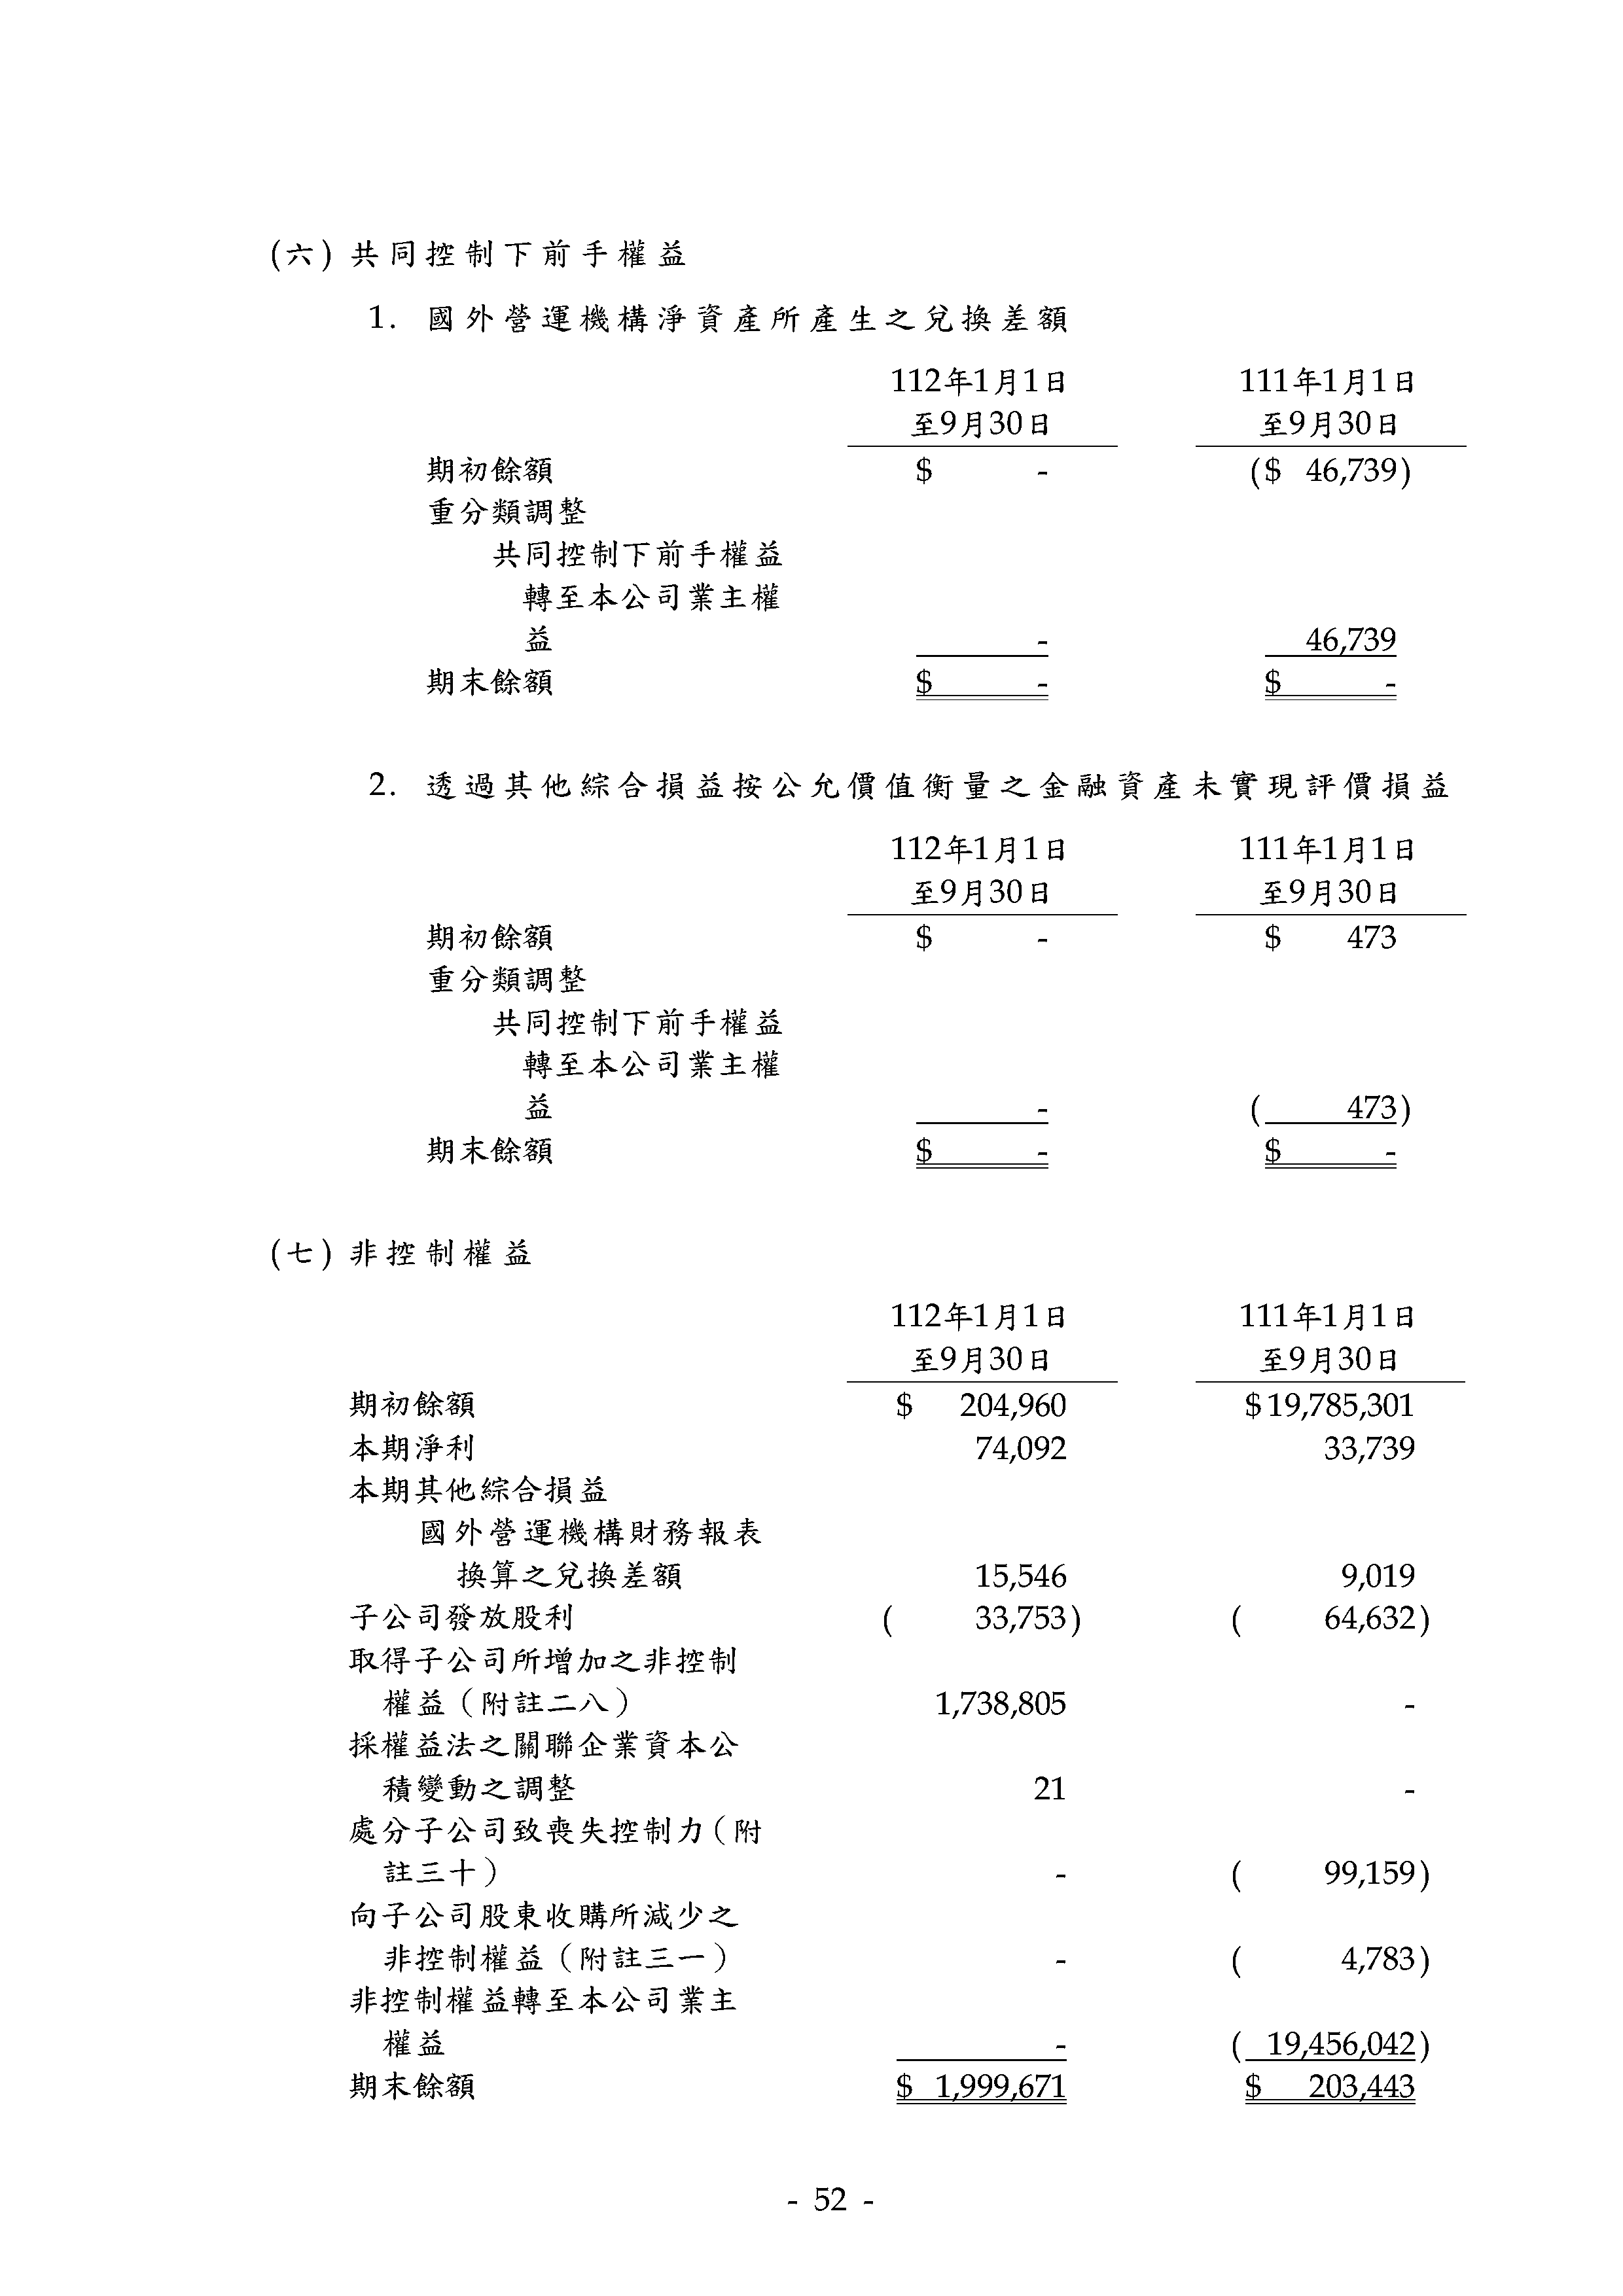 (六) 共同控制下前手權益
1. 國外營運機構淨資產所產生之兌換差額
112年1月1日 111年1月1日
至9月30日 至9月30日
期初餘額 $ - ($ 46,739)
重分類調整
共同控制下前手權益
轉至本公司業主權
益 - 46,739
期末餘額 $ - $ -
2. 透過其他綜合損益按公允價值衡量之金融資產未實現評價損益
112年1月1日 111年1月1日
至9月30日 至9月30日
期初餘額 $ - $ 473
重分類調整
共同控制下前手權益
轉至本公司業主權
益 - ( 473)
期末餘額 $ - $ -
(七) 非控制權益
112年1月1日 111年1月1日
至9月30日 至9月30日
期初餘額 $ 204,960 $19,785,301
本期淨利 74,092 33,739
本期其他綜合損益
國外營運機構財務報表
換算之兌換差額 15,546 9,019
子公司發放股利 ( 33,753) ( 64,632)
取得子公司所增加之非控制
權益(附註二八) 1,738,805 -
採權益法之關聯企業資本公
積變動之調整 21 -
處分子公司致喪失控制力(附
註三十) - ( 99,159)
向子公司股東收購所減少之
非控制權益(附註三一) - ( 4,783)
非控制權益轉至本公司業主
權益 - ( 19,456,042)
期末餘額 $ 1,999,671 $ 203,443
- 52 -